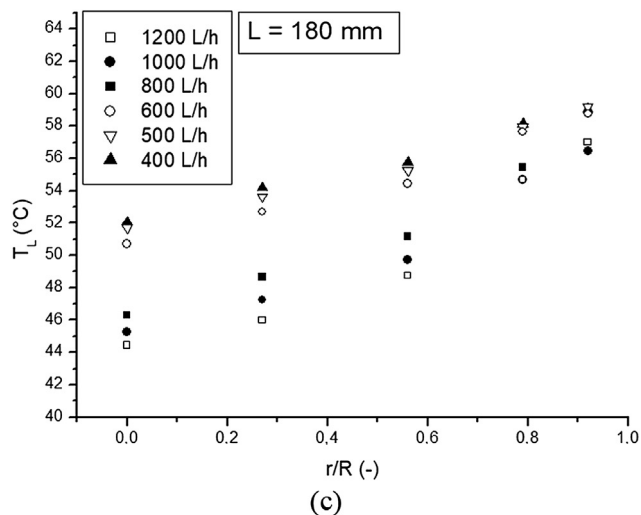 L = 180 mm
1200 L/h
1000 L/h
800 L/h
600 L/h
500 L/h
400 L/h
64
62
60
58
56
54
52
50
48
46
44
42
40
T_L (°C)
0.0
0.2
0,4
0.6
0.8
1.0
r/R (-)
(c)